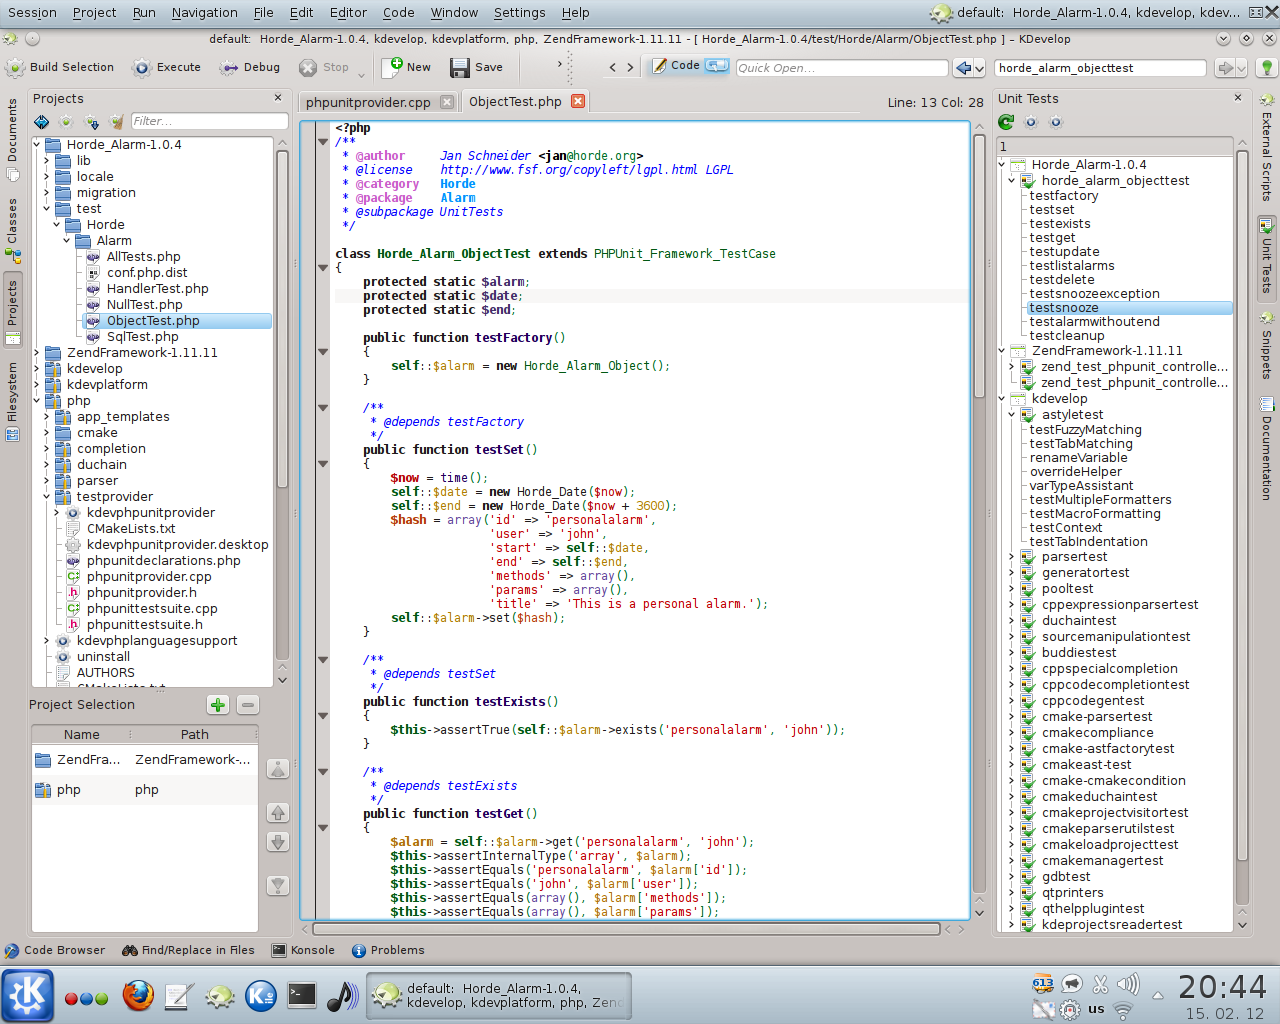 Session Project Run Navigation File Edit Editor Code Window Settings Help
default: Horde_Alarm-1.0.4, kdevelop, kdev...
default: Horde_Alarm-1.0.4, kdevelop, kdevplatform, php, ZendFramework-1.11.11 - [ Horde_Alarm-1.0.4/test/Horde/Alarm/ObjectTest.php ] – KDevelop
Build Selection Execute Debug Stop New Save Code Quick Open... horde_alarm_objecttest
Documents
Classes
Projects
Filesystem
Projects
Filter...
Horde_Alarm-1.0.4
lib
locale
migration
test
Horde
Alarm
AllTests.php
conf.php.dist
HandlerTest.php
NullTest.php
ObjectTest.php
SqlTest.php
ZendFramework-1.11.11
kdevelop
kdevplatform
php
app_templates
cmake
completion
duchain
parser
testprovider
kdevphpunitprovider
CMakeLists.txt
kdevphpunitprovider.desktop
phpunitdeclarations.php
phpunitprovider.cpp
phpunitprovider.h
phpunittestsuite.cpp
phpunittestsuite.h
kdevphplanguagesupport
uninstall
AUTHORS
CMakeLists.txt
Project Selection
Name Path
ZendFra... ZendFramework-...
php php
phpunitprovider.cpp ObjectTest.php Line: 13 Col: 28
<?php
/**
 * @author     Jan Schneider <jan@horde.org>
 * @license    http://www.fsf.org/copyleft/lgpl.html LGPL
 * @category   Horde
 * @package    Alarm
 * @subpackage UnitTests
 */
class Horde_Alarm_ObjectTest extends PHPUnit_Framework_TestCase
{
    protected static $alarm;
    protected static $date;
    protected static $end;
    public function testFactory()
    {
        self::$alarm = new Horde_Alarm_Object();
    }
    /**
     * @depends testFactory
     */
    public function testSet()
    {
        $now = time();
        self::$date = new Horde_Date($now);
        self::$end = new Horde_Date($now + 3600);
        $hash = array('id' => 'personalalarm',
                      'user' => 'john',
                      'start' => self::$date,
                      'end' => self::$end,
                      'methods' => array(),
                      'params' => array(),
                      'title' => 'This is a personal alarm.');
        self::$alarm->set($hash);
    }
    /**
     * @depends testSet
     */
    public function testExists()
    {
        $this->assertTrue(self::$alarm->exists('personalalarm', 'john'));
    }
    /**
     * @depends testExists
     */
    public function testGet()
    {
        $alarm = self::$alarm->get('personalalarm', 'john');
        $this->assertInternalType('array', $alarm);
        $this->assertEquals('personalalarm', $alarm['id']);
        $this->assertEquals('john', $alarm['user']);
        $this->assertEquals(array(), $alarm['methods']);
        $this->assertEquals(array(), $alarm['params']);
Unit Tests
1
Horde_Alarm-1.0.4
horde_alarm_objecttest
testfactory
testset
testexists
testget
testupdate
testlistalarms
testdelete
testsnoozeexception
testsnooze
testalarmwithoutend
testcleanup
ZendFramework-1.11.11
zend_test_phpunit_controlle...
zend_test_phpunit_controlle...
kdevelop
astyletest
testFuzzyMatching
testTabMatching
renameVariable
overrideHelper
varTypeAssistant
testMultipleFormatters
testMacroFormatting
testContext
testTabIndentation
parsertest
generatortest
pooltest
cppexpressionparsertest
duchaintest
sourcemanipulationtest
buddiestest
cppspecialcompletion
cppcodecompletiontest
cppcodegentest
cmake-parsertest
cmakecompliance
cmake-astfactorytest
cmakeast-test
cmake-cmakecondition
cmakeduchaintest
cmakeprojectvisitortest
cmakeparserutilstest
cmakeloadprojecttest
cmakemanagertest
gdbtest
qtprinters
qthelpplugintest
kdeprojectsreadertest
External Scripts
Unit Tests
Snippets
Documentation
Code Browser Find/Replace in Files Konsole Problems
default: Horde_Alarm-1.0.4,
kdevelop, kdevplatform, php, Zend
613
us
20:44
15. 02. 12